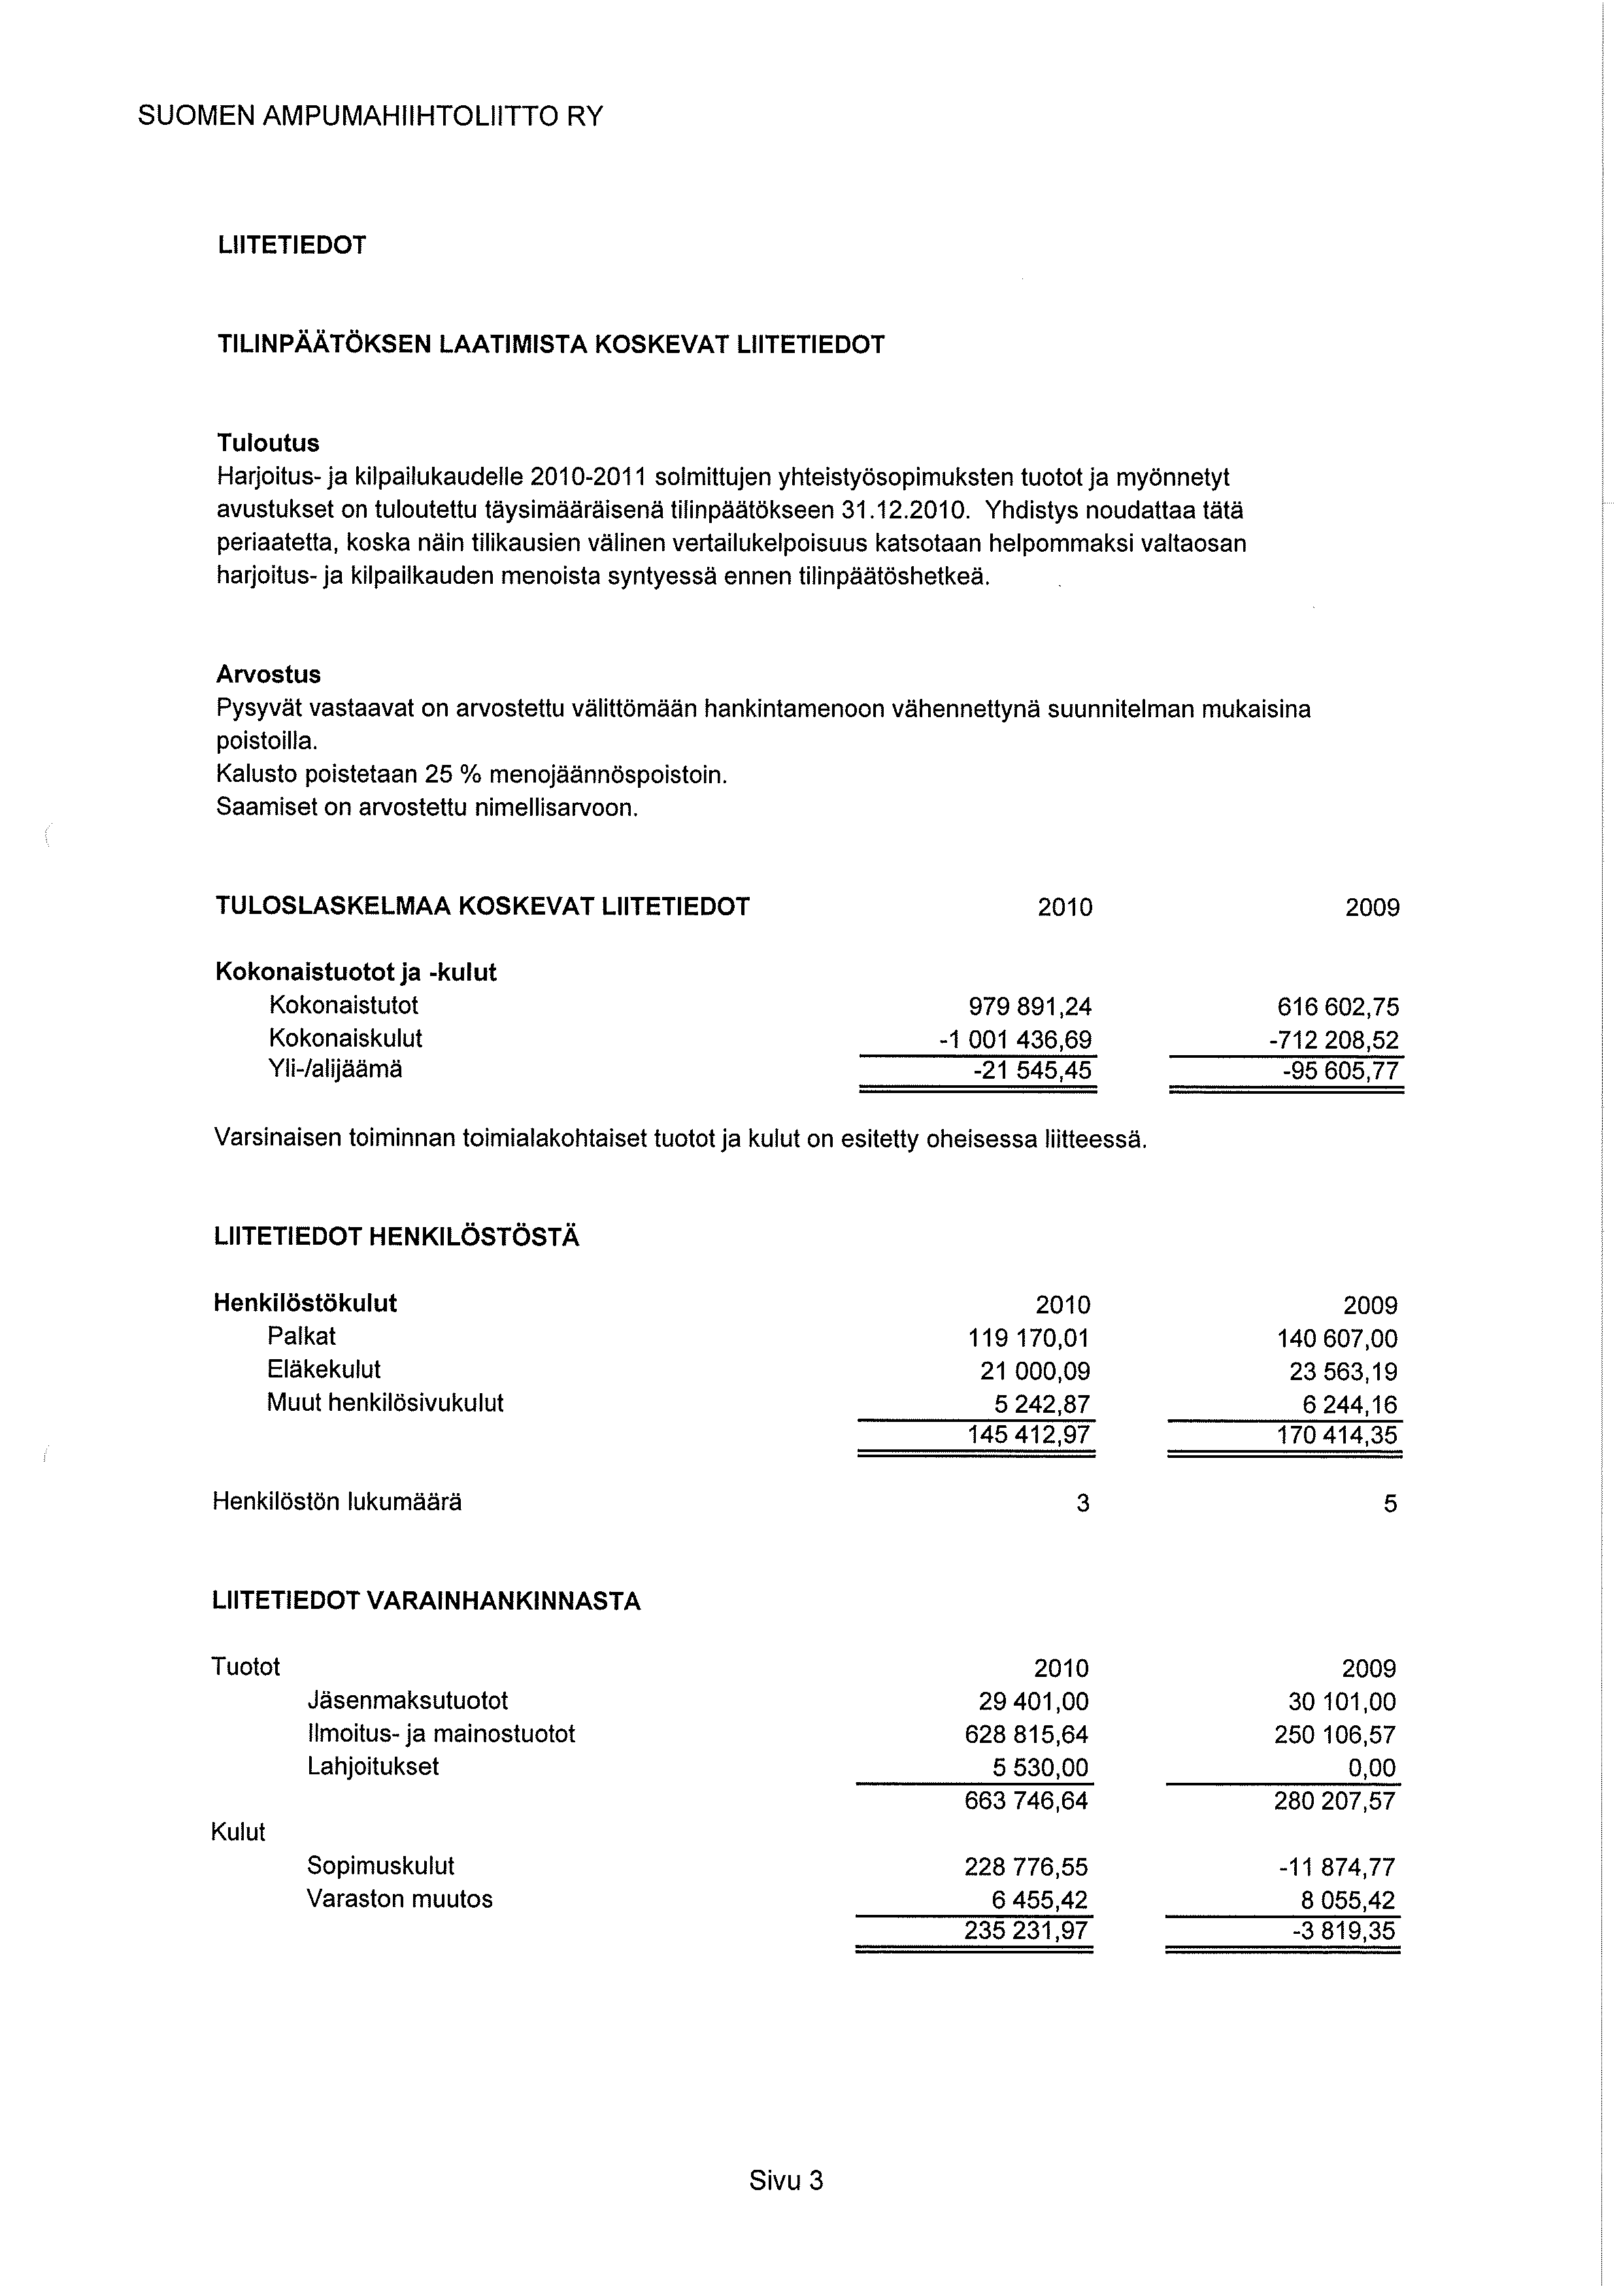 SUOMEN AMPUMAHIIHTOLIITTO RY
LIITETIEDOT
TILINPÄÄTÖKSEN LAATIMISTA KOSKEVAT LIITETIEDOT
Tuloutus
Harjoitus- ja kilpailukaudelle 2010-2011 solmittujen yhteistyösopimuksten tuotot ja myönnetyt
avustukset on tuloutettu täysimääräisenä tilinpäätökseen 31.12.2010. Yhdistys noudattaa tätä
periaatetta, koska näin tilikausien välinen vertailukelpoisuus katsotaan helpommaksi valtaosan
harjoitus- ja kilpailkauden menoista syntyessä ennen tilinpäätöshetkeä.
Arvostus
Pysyvät vastaavat on arvostettu välittömään hankintamenoon vähennettynä suunnitelman mukaisina
poistoilla.
Kalusto poistetaan 25 % menojäännöspoistoin.
Saamiset on arvostettu nimellisarvoon.
TULOSLASKELMAA KOSKEVAT LIITETIEDOT 2010 2009
Kokonaistuotot ja -kulut
Kokonaistutot 979 891,24 616 602,75
Kokonaiskulut -1 001 436,69 -712 208,52
Yli-/alijäämä -21 545,45 -95 605,77
Varsinaisen toiminnan toimialakohtaiset tuotot ja kulut on esitetty oheisessa liitteessä.
LIITETIEDOT HENKILÖSTÖSTÄ
Henkilöstökulut 2010 2009
Palkat 119 170,01 140 607,00
Eläkekulut 21 000,09 23 563,19
Muut henkilösivukulut 5 242,87 6 244,16
145 412,97 170 414,35
Henkilöstön lukumäärä 3 5
LIITETIEDOT VARAINHANKINNASTA
Tuotot 2010 2009
Jäsenmaksutuotot 29 401,00 30 101,00
Ilmoitus- ja mainostuotot 628 815,64 250 106,57
Lahjoitukset 5 530,00 0,00
663 746,64 280 207,57
Kulut
Sopimuskulut 228 776,55 -11 874,77
Varaston muutos 6 455,42 8 055,42
235 231,97 -3 819,35
Sivu 3